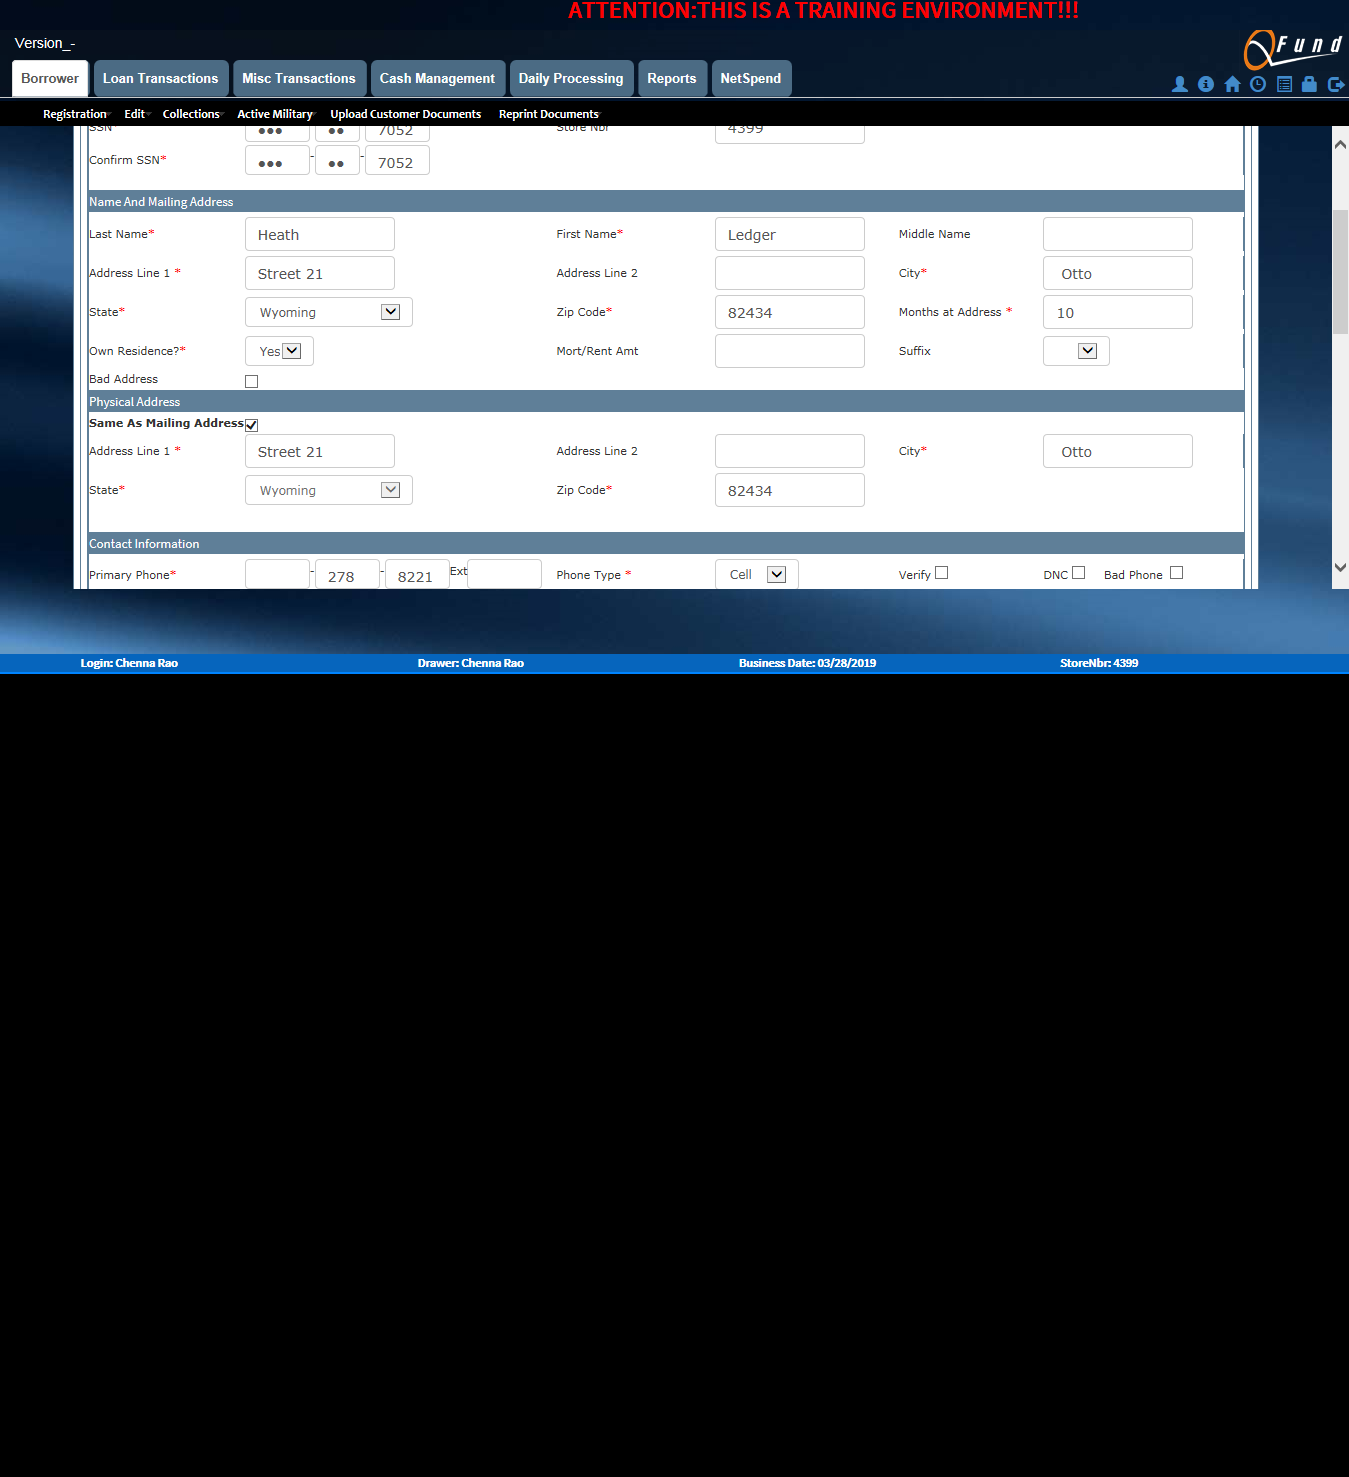 ATTENTION:THIS IS A TRAINING ENVIRONMENT!!!
Version_-
Fund
Borrower Loan Transactions Misc Transactions Cash Management Daily Processing Reports NetSpend
Registration Edit Collections Active Military Upload Customer Documents Reprint Documents
SSN ●●● ●● 7052 Store Nbr 4399
Confirm SSN* ●●● - ●● - 7052
Name And Mailing Address
Last Name* Heath First Name* Ledger Middle Name
Address Line 1 * Street 21 Address Line 2 City* Otto
State* Wyoming Zip Code* 82434 Months at Address * 10
Own Residence?* Yes Mort/Rent Amt Suffix
Bad Address
Physical Address
Same As Mailing Address
Address Line 1 * Street 21 Address Line 2 City* Otto
State* Wyoming Zip Code* 82434
Contact Information
Primary Phone* - 278 - 8221 Ext Phone Type * Cell Verify DNC Bad Phone
Login: Chenna Rao Drawer: Chenna Rao Business Date: 03/28/2019 StoreNbr: 4399